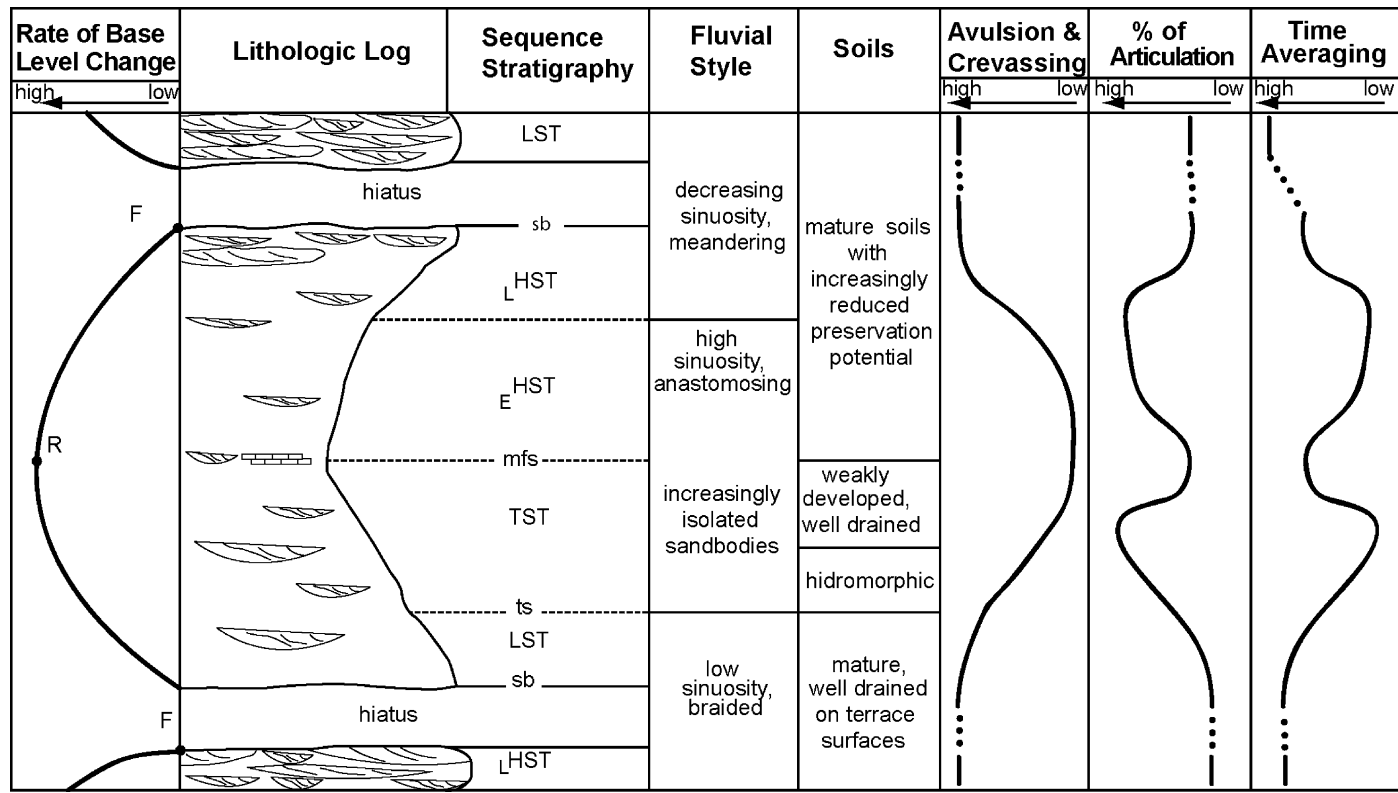 Rate of Base
Level Change
high
low
Lithologic Log
Sequence
Stratigraphy
Fluvial
Style
Soils
Avulsion &
Crevassing
high
low
% of
Articulation
high
low
Time
Averaging
high
low
LST
hiatus
F
sb
LHST
EHST
R
mfs
TST
ts
LST
sb
hiatus
F
LHST
decreasing
sinuosity,
meandering
high
sinuosity,
anastomosing
increasingly
isolated
sandbodies
low
sinuosity,
braided
mature soils
with
increasingly
reduced
preservation
potential
weakly
developed,
well drained
hidromorphic
mature,
well drained
on terrace
surfaces